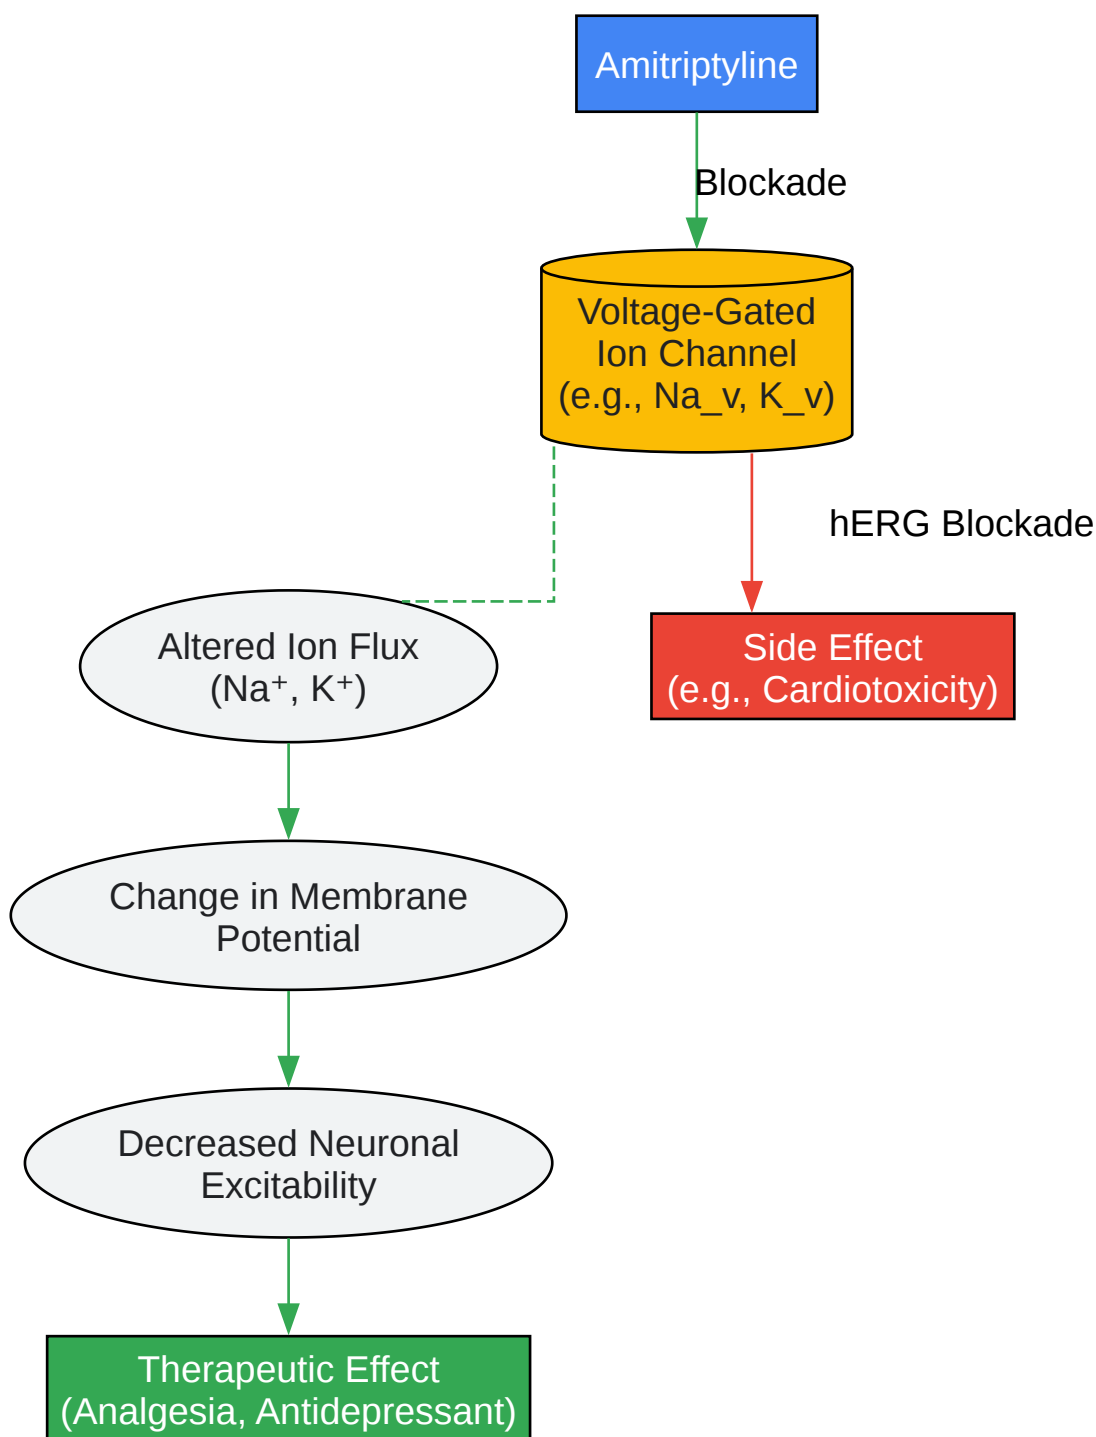 Amitriptyline
Blockade
Voltage-Gated
Ion Channel
(e.g., Na_v, K_v)
hERG Blockade
Altered Ion Flux
(Na⁺, K⁺)
Side Effect
(e.g., Cardiotoxicity)
Change in Membrane
Potential
Decreased Neuronal
Excitability
Therapeutic Effect
(Analgesia, Antidepressant)